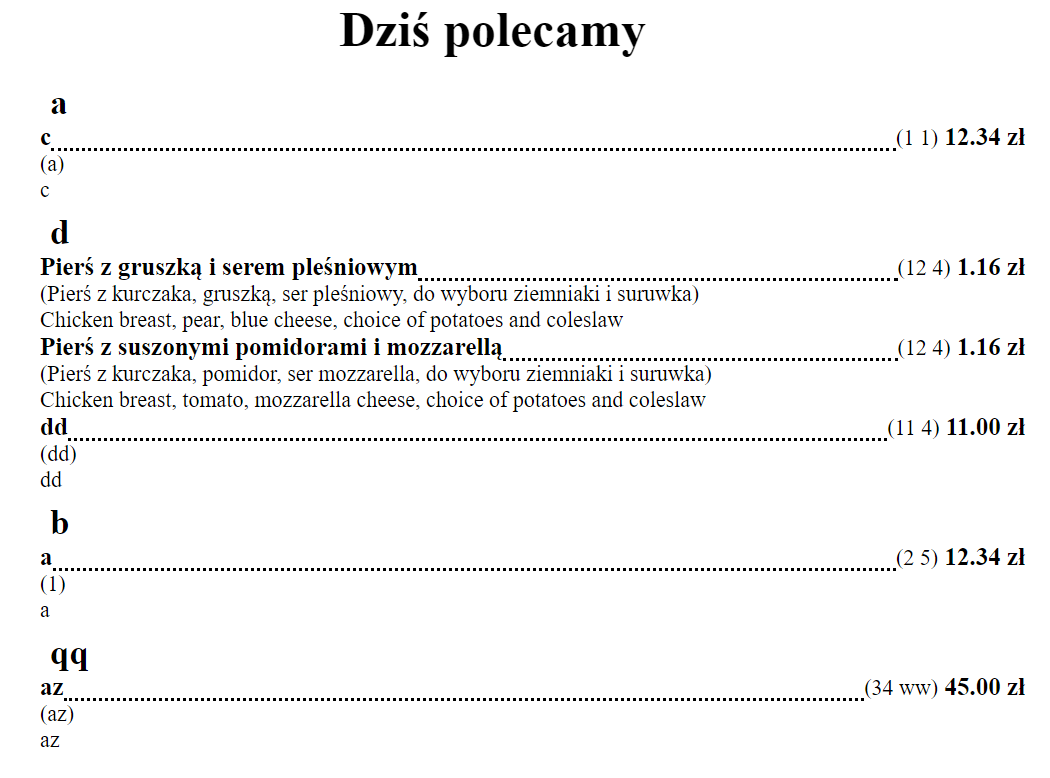 Dziś polecamy
a
c (1 1) 12.34 zł
(a)
c
d
Pierś z gruszką i serem pleśniowym (12 4) 1.16 zł
(Pierś z kurczaka, gruszką, ser pleśniowy, do wyboru ziemniaki i suruwka)
Chicken breast, pear, blue cheese, choice of potatoes and coleslaw
Pierś z suszonymi pomidorami i mozzarellą (12 4) 1.16 zł
(Pierś z kurczaka, pomidor, ser mozzarella, do wyboru ziemniaki i suruwka)
Chicken breast, tomato, mozzarella cheese, choice of potatoes and coleslaw
dd (11 4) 11.00 zł
(dd)
dd
b
a (2 5) 12.34 zł
(1)
a
qq
az (34 ww) 45.00 zł
(az)
az